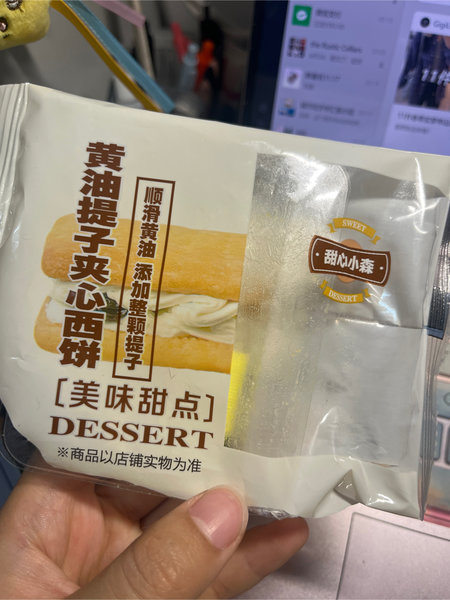 黄油提子夹心西饼
顺滑黄油 添加整颗提子
[美味甜点]
DESSERT
※商品以店铺实物为准
SWEET
甜心小森
DESSERT